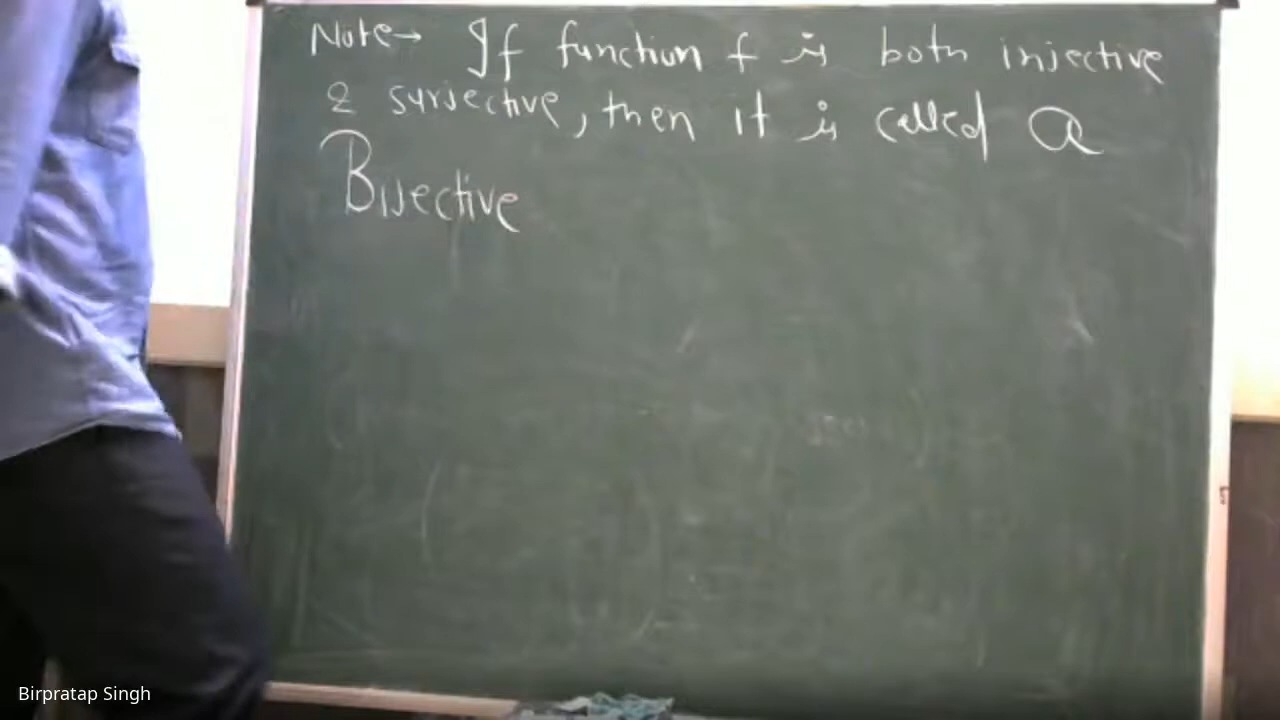 Note→ If function f is both injective
& surjective, then it is called a
Bijective
Birpratap Singh